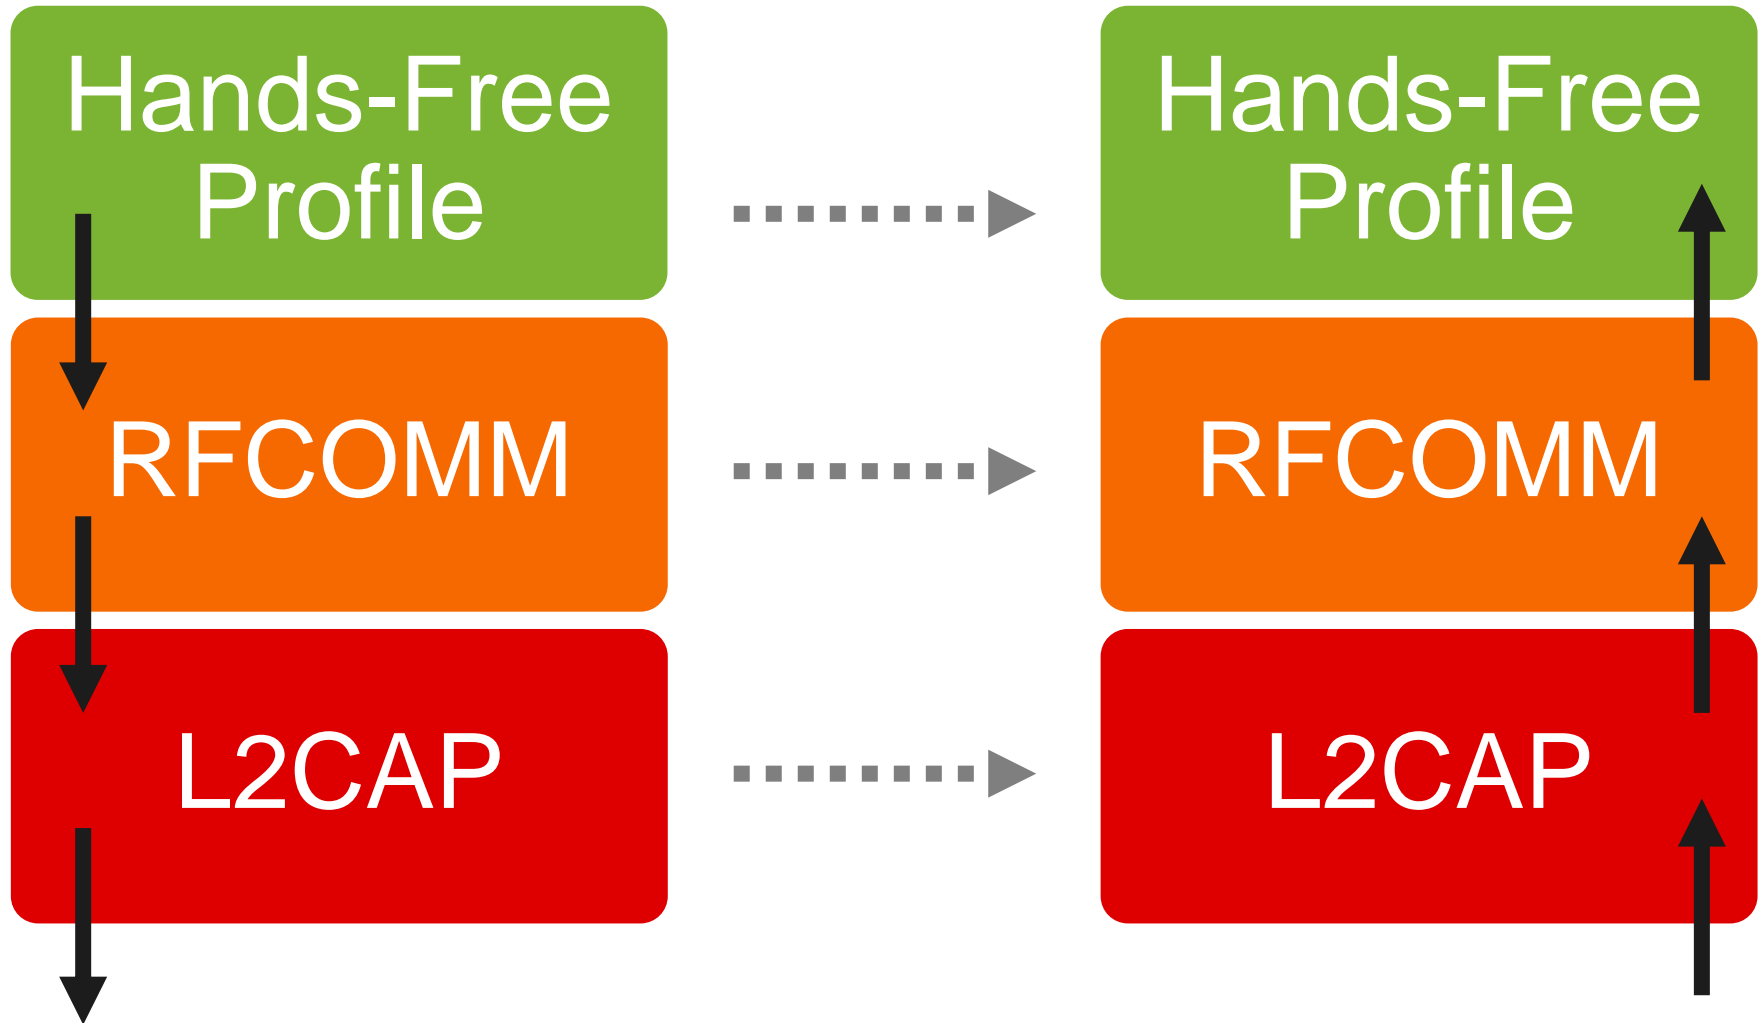 Hands-Free
Profile
Hands-Free
Profile
RFCOMM
RFCOMM
L2CAP
L2CAP